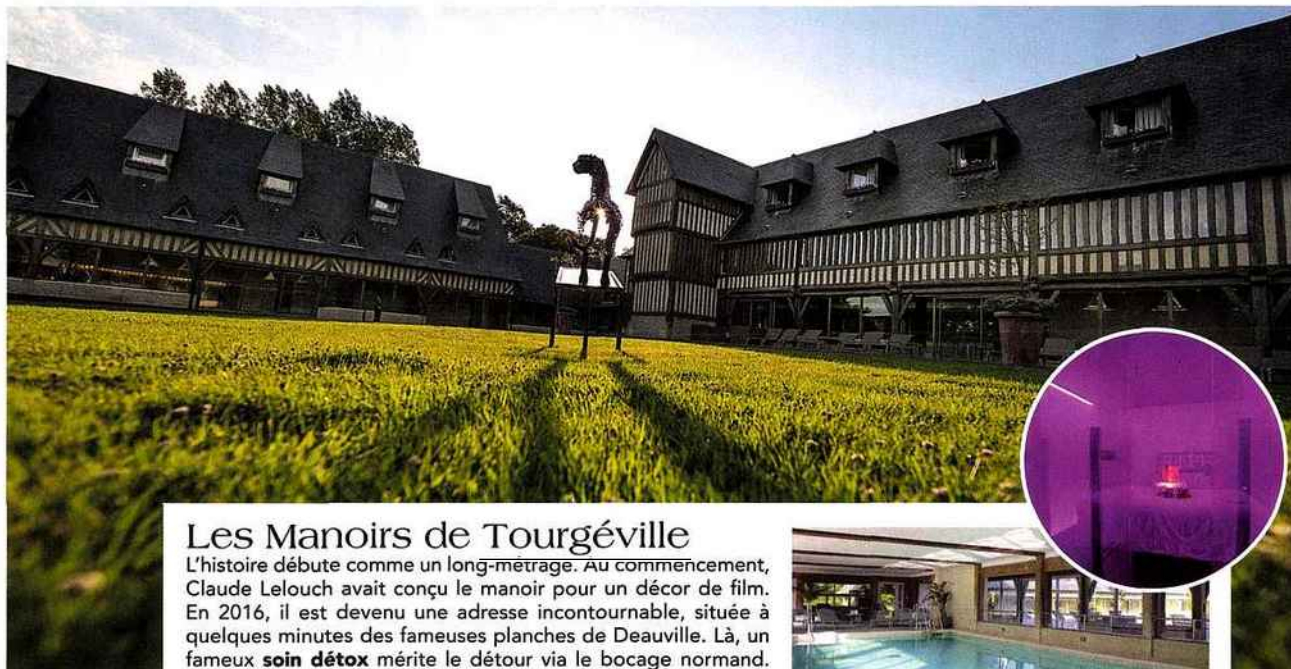 Les Manoirs de Tourgéville
L'histoire débute comme un long-métrage. Au commencement,
Claude Lelouch avait conçu le manoir pour un décor de film.
En 2016, il est devenu une adresse incontournable, située à
quelques minutes des fameuses planches de Deauville. Là, un
fameux soin détox mérite le détour via le bocage normand.